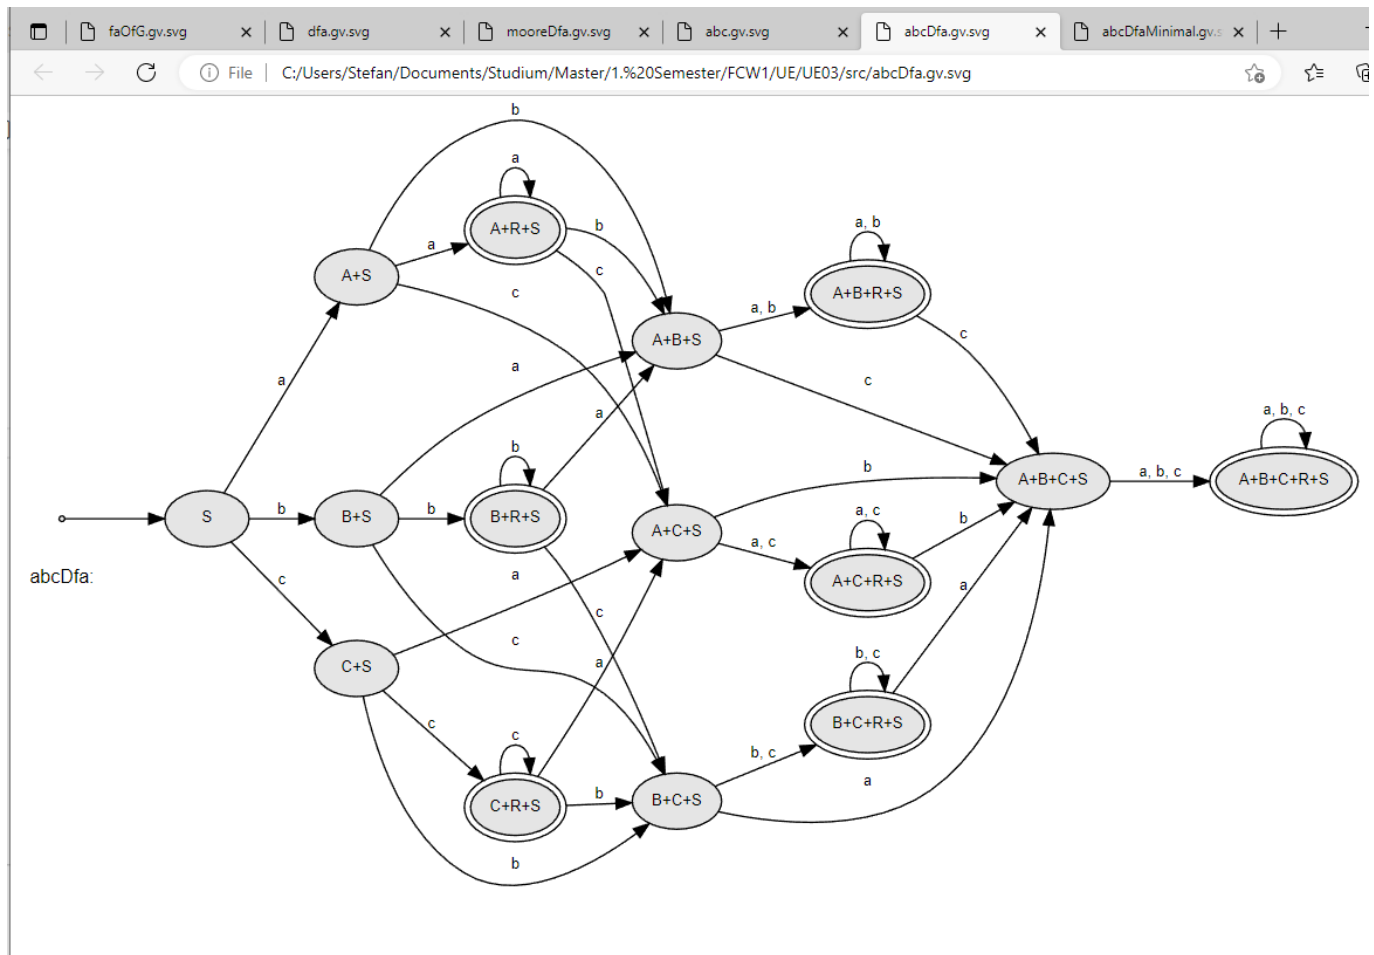 faOfG.gv.svg
dfa.gv.svg
mooreDfa.gv.svg
abc.gv.svg
abcDfa.gv.svg
abcDfaMinimal.gv.s
File
C:/Users/Stefan/Documents/Studium/Master/1.%20Semester/FCW1/UE/UE03/src/abcDfa.gv.svg
b
a
A+R+S
b
a, b
A+B+R+S
a
A+S
c
c
a, b
A+B+S
c
a
a
c
a
a, b, c
A+B+C+R+S
b
b
A+B+C+S
a, b, c
S
b
B+S
b
B+R+S
A+C+S
a, c
a, c
b
A+C+R+S
abcDfa:
c
a
a
c
c
a
b, c
C+S
B+C+R+S
c
c
b, c
a
C+R+S
b
B+C+S
b